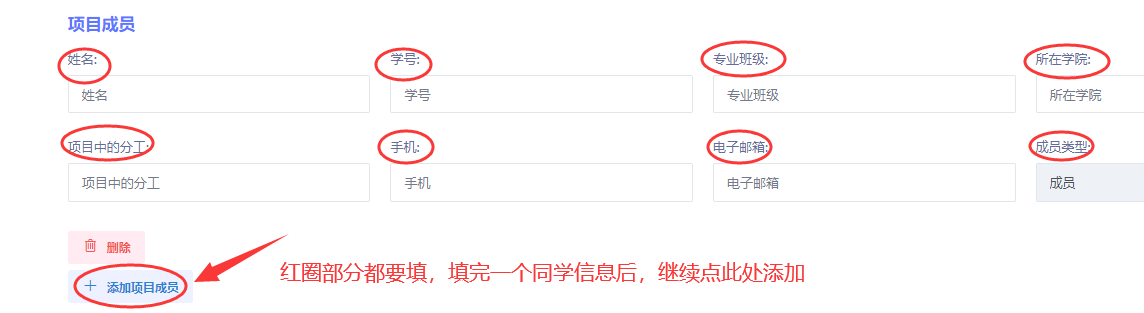 项目成员
姓名: 学号: 专业班级: 所在学院:
姓名 学号 专业班级 所在学院
项目中的分工: 手机: 电子邮箱: 成员类型:
项目中的分工 手机 电子邮箱 成员
删除
红圈部分都要填，填完一个同学信息后，继续点此处添加
+ 添加项目成员